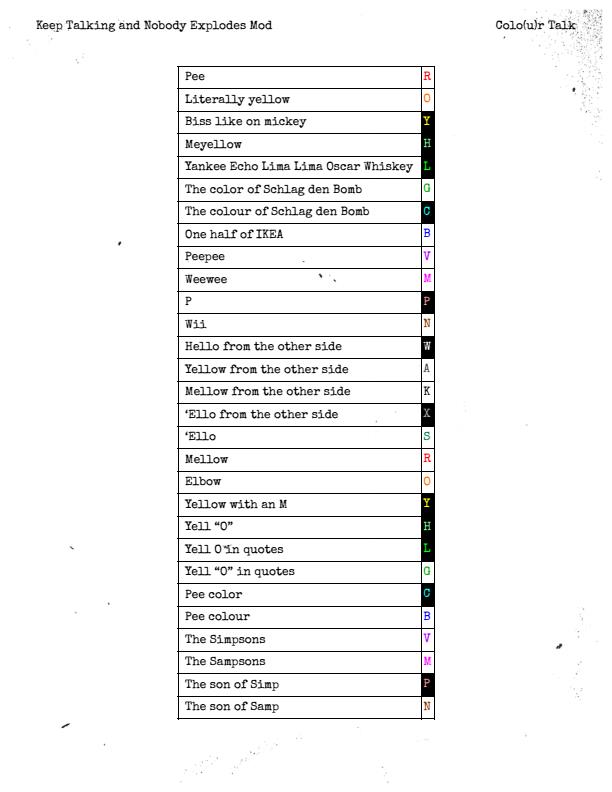 Keep Talking and Nobody Explodes Mod Colo(u)r Talk
Pee R
Literally yellow O
Biss like on mickey Y
Meyellow H
Yankee Echo Lima Lima Oscar Whiskey L
The color of Schlag den Bomb G
The colour of Schlag den Bomb C
One half of IKEA B
Peepee V
Weewee M
P P
Wii N
Hello from the other side W
Yellow from the other side A
Mellow from the other side K
‘Ello from the other side X
‘Ello S
Mellow R
Elbow O
Yellow with an M Y
Yell “O” H
Yell O in quotes L
Yell “O” in quotes G
Pee color C
Pee colour B
The Simpsons V
The Sampsons M
The son of Simp P
The son of Samp N